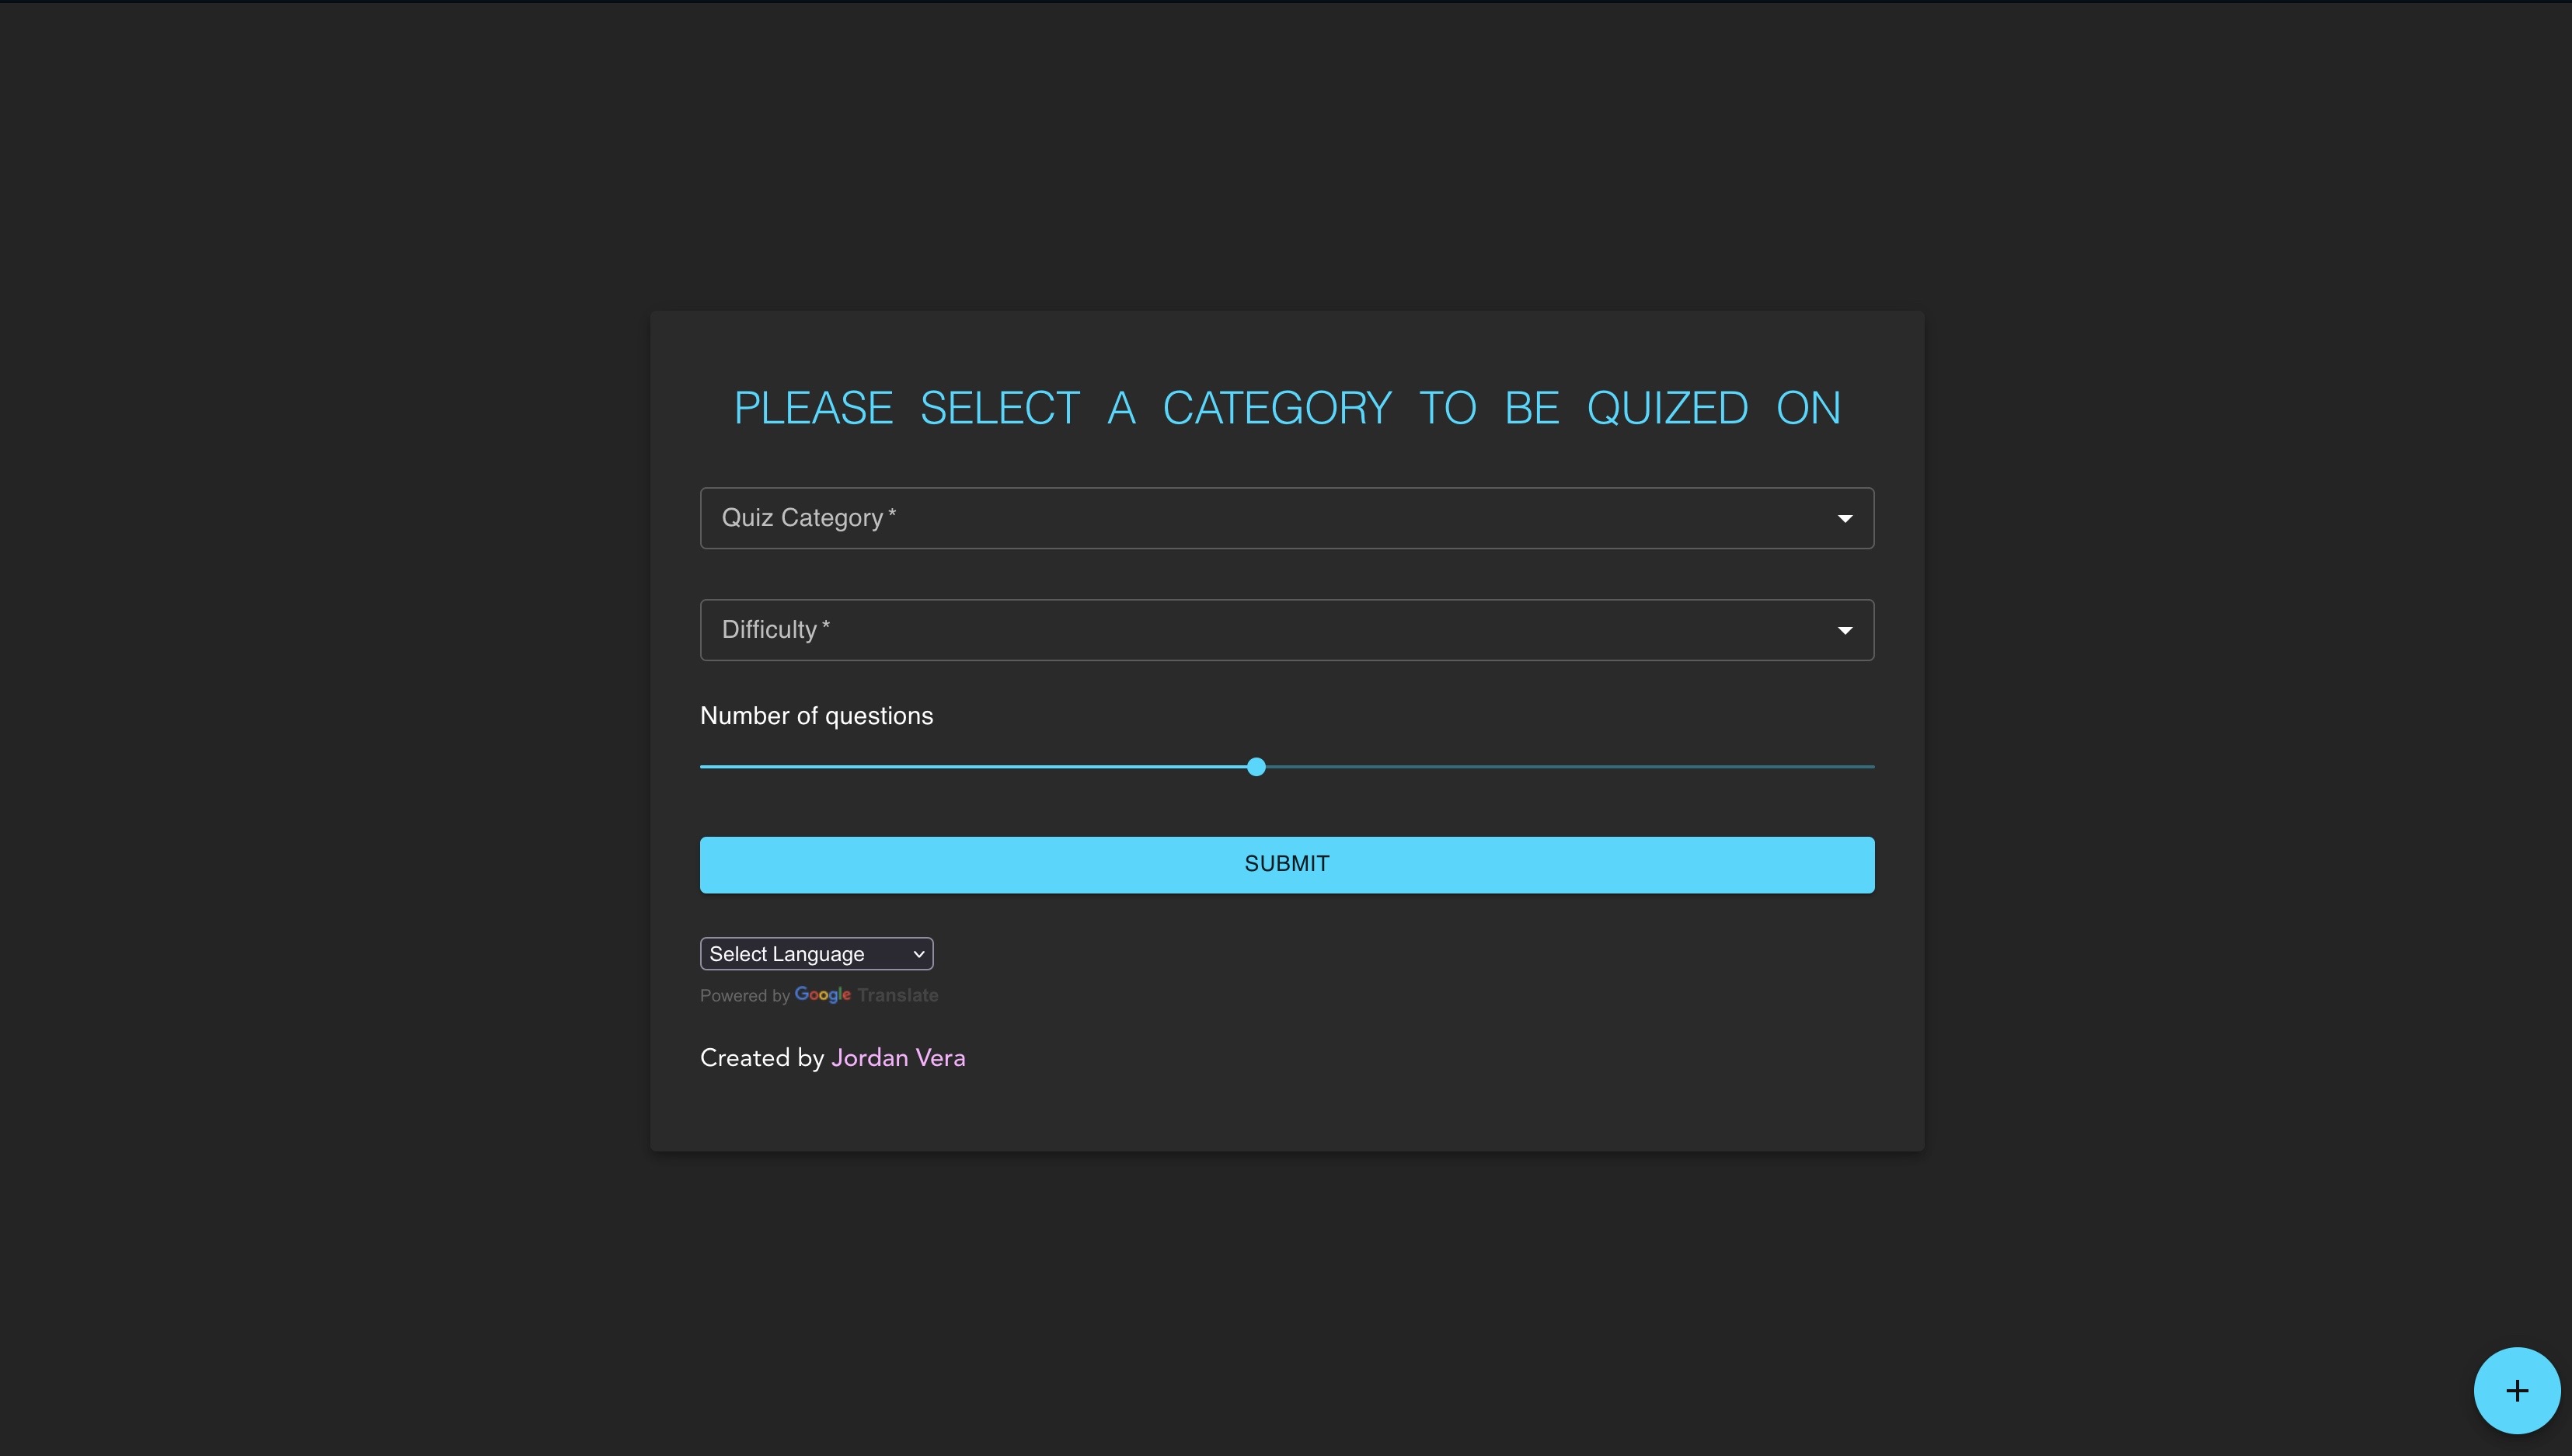 PLEASE SELECT A CATEGORY TO BE QUIZED ON
Quiz Category *
Difficulty *
Number of questions
SUBMIT
Select Language
Powered by Google Translate
Created by Jordan Vera
+